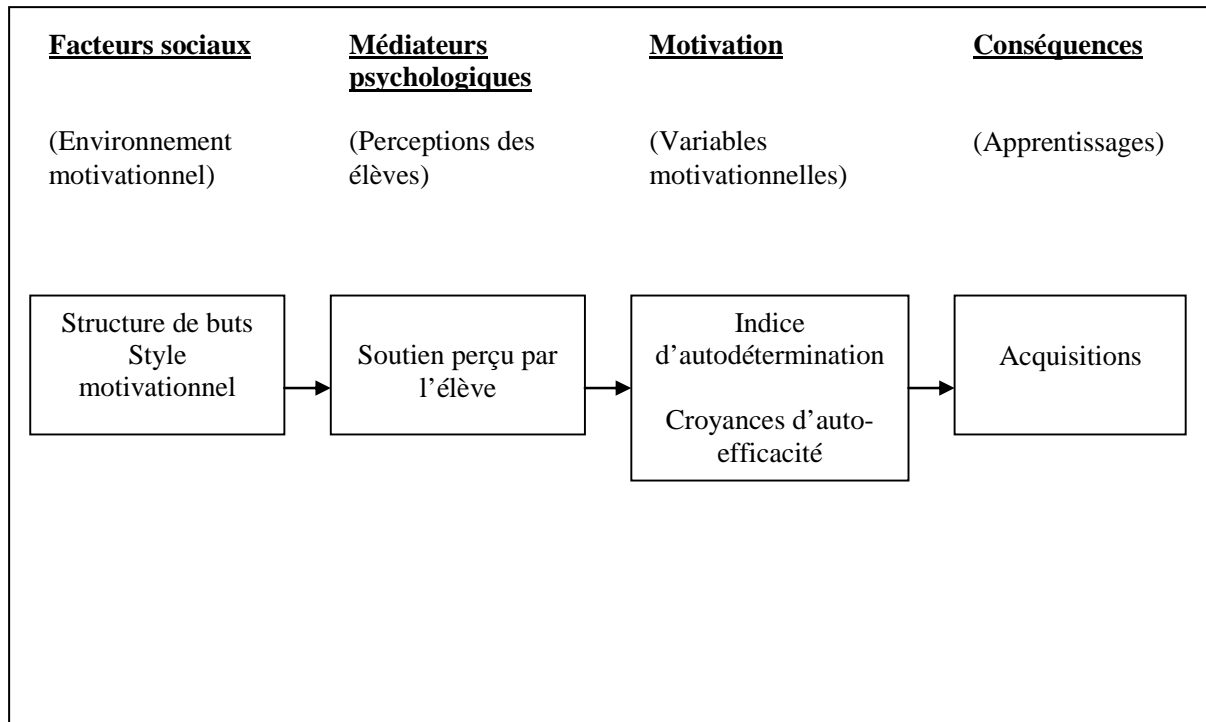 Facteurs sociaux
Médiateurs
psychologiques
Motivation
Conséquences
(Environnement
motivationnel)
(Perceptions des
élèves)
(Variables
motivationnelles)
(Apprentissages)
Structure de buts
Style
motivationnel
Soutien perçu par
l’élève
Indice
d’autodétermination
Croyances d’auto-
efficacité
Acquisitions